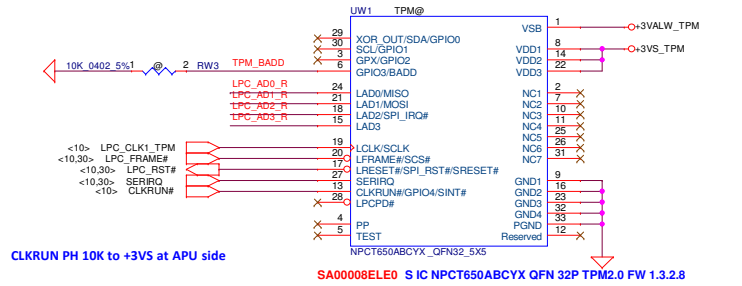 UW1 TPM@
29 XOR_OUT/SDA/GPIO0
30 SCL/GPIO1
3 GPX/GPIO2
10K_0402_5% 1 @ 2 RW3 TPM_BADD 6 GPIO3/BADD
LPC_AD0_R 24 LAD0/MISO
LPC_AD1_R 21 LAD1/MOSI
LPC_AD2_R 18 LAD2/SPI_IRQ#
LPC_AD3_R 15 LAD3
<10> LPC_CLK1_TPM 19 LCLK/SCLK
<10,30> LPC_FRAME# 20 LFRAME#/SCS#
<10,30> LPC_RST# 17 LRESET#/SPI_RST#/SRESET#
<10,30> SERIRQ 27 SERIRQ
<10> CLKRUN# 13 CLKRUN#/GPIO4/SINT#
28 LPCPD#
4 PP
5 TEST
VSB 1 +3VALW_TPM
VDD1 8 +3VS_TPM
VDD2 14
VDD3 22
NC1 2
NC2 7
NC3 10
NC4 11
NC5 25
NC6 26
NC7 31
GND1 9
GND2 16
GND3 23
GND4 32
PGND 33
Reserved 12
NPCT650ABCYX _QFN32_5X5
CLKRUN PH 10K to +3VS at APU side
SA00008ELE0 S IC NPCT650ABCYX QFN 32P TPM2.0 FW 1.3.2.8